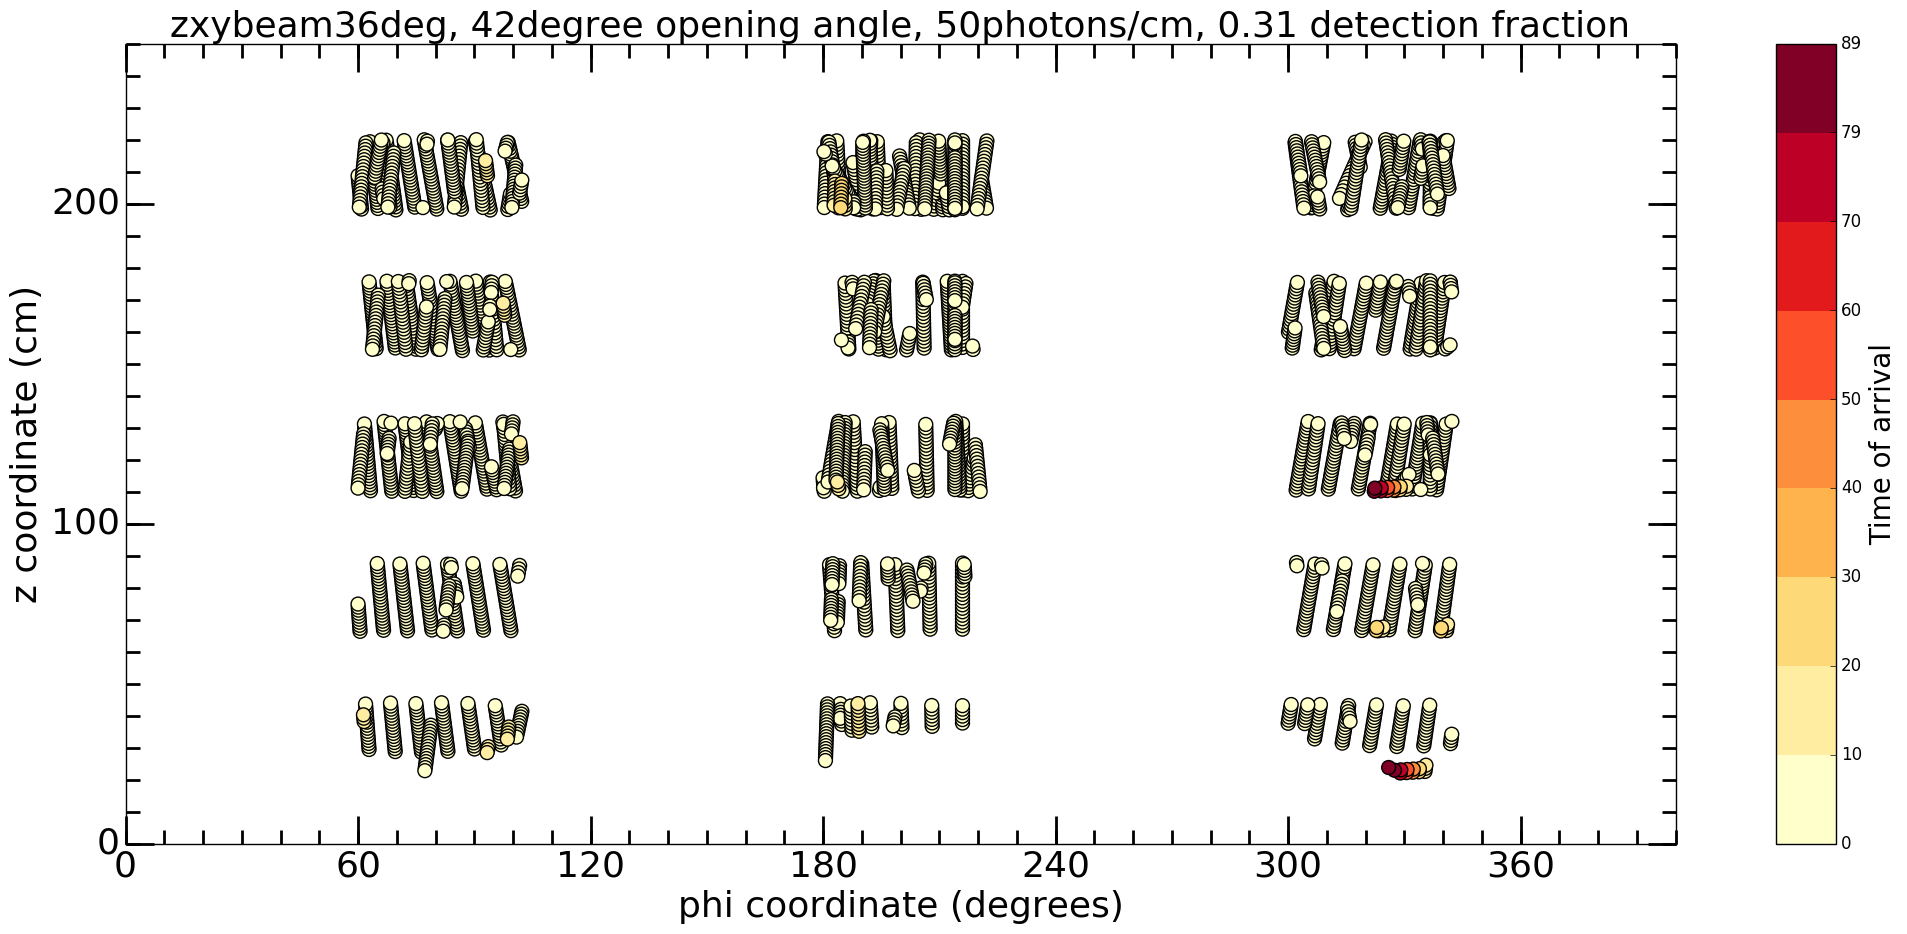 zxybeam36deg, 42degree opening angle, 50photons/cm, 0.31 detection fraction
z coordinate (cm)
200
100
0
0 60 120 180 240 300 360
phi coordinate (degrees)
89
79
70
60
50
40
30
20
10
0
Time of arrival